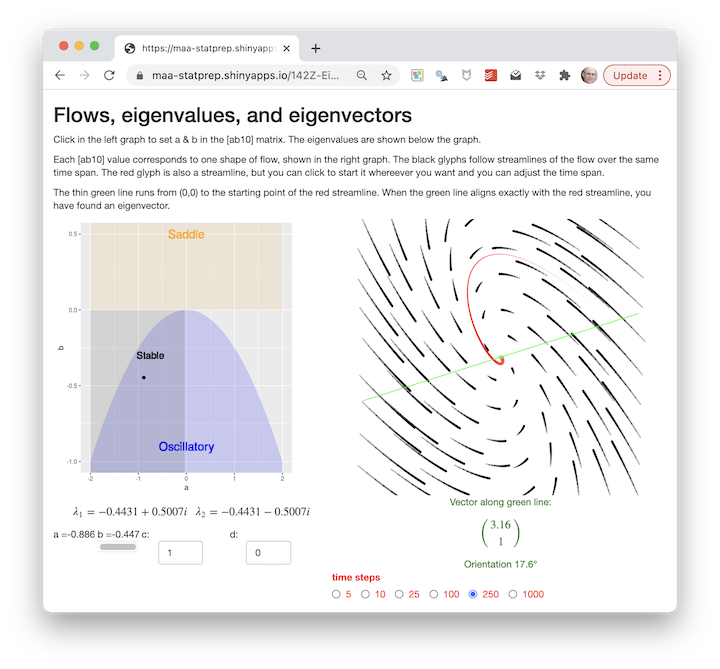 https://maa-statprep.shinyapp
maa-statprep.shinyapps.io/142Z-Ei...
Update
Flows, eigenvalues, and eigenvectors
Click in the left graph to set a & b in the [ab10] matrix. The eigenvalues are shown below the graph.
Each [ab10] value corresponds to one shape of flow, shown in the right graph. The black glyphs follow streamlines of the flow over the same
time span. The red glyph is also a streamline, but you can click to start it whereever you want and you can adjust the time span.
The thin green line runs from (0,0) to the starting point of the red streamline. When the green line aligns exactly with the red streamline, you
have found an eigenvector.
0.5
Saddle
0.0
b
Stable
-0.5
Oscillatory
-1.0
-2 -1 0 1 2
a
λ1 = −0.4431 + 0.5007i λ2 = −0.4431 − 0.5007i
a =-0.886 b =-0.447 c: d:
1 0
Vector along green line:
(3.16
1)
Orientation 17.6°
time steps
5 10 25 100 250 1000